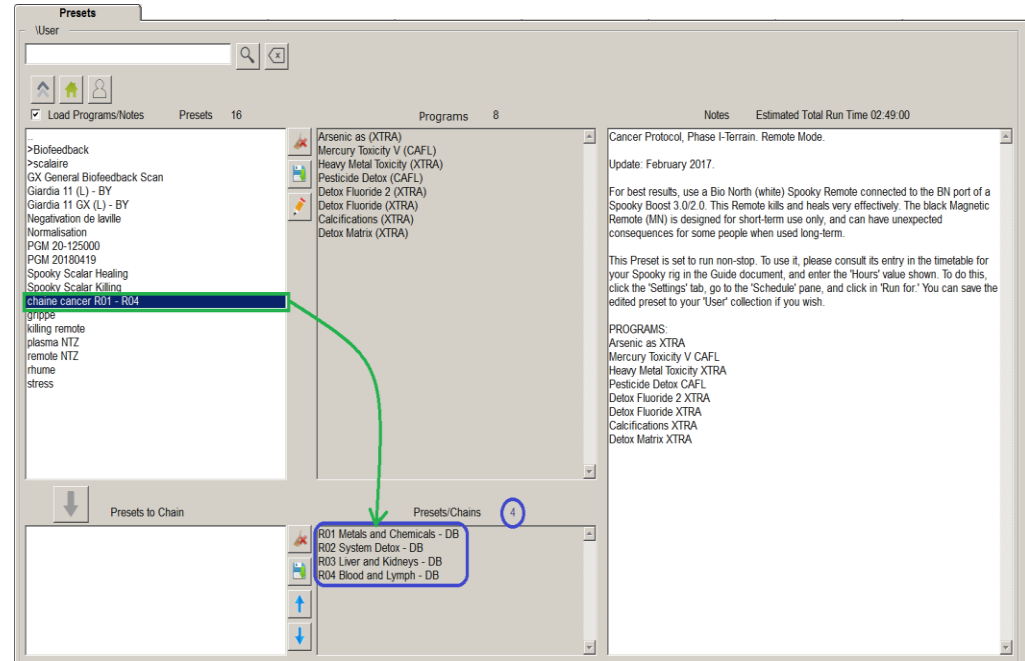 Presets
\User
Load Programs/Notes Presets 16
Programs 8
Notes Estimated Total Run Time 02:49:00
..
>Biofeedback
>scalaire
GX General Biofeedback Scan
Giardia 11 (L) - BY
Giardia 11 GX (L) - BY
Negativation de laville
Normalisation
PGM 20-125000
PGM 20180419
Spooky Scalar Healing
Spooky Scalar Killing
chaine cancer R01 - R04
grippe
killing remote
plasma NTZ
remote NTZ
rhume
stress
Arsenic as (XTRA)
Mercury Toxicity V (CAFL)
Heavy Metal Toxicity (XTRA)
Pesticide Detox (CAFL)
Detox Fluoride 2 (XTRA)
Detox Fluoride (XTRA)
Calcifications (XTRA)
Detox Matrix (XTRA)
Cancer Protocol, Phase I-Terrain. Remote Mode.
Update: February 2017.
For best results, use a Bio North (white) Spooky Remote connected to the BN port of a
Spooky Boost 3.0/2.0. This Remote kills and heals very effectively. The black Magnetic
Remote (MN) is designed for short-term use only, and can have unexpected
consequences for some people when used long-term.
This Preset is set to run non-stop. To use it, please consult its entry in the timetable for
your Spooky rig in the Guide document, and enter the 'Hours' value shown. To do this,
click the 'Settings' tab, go to the 'Schedule' pane, and click in 'Run for.' You can save the
edited preset to your 'User' collection if you wish.
PROGRAMS:
Arsenic as XTRA
Mercury Toxicity V CAFL
Heavy Metal Toxicity XTRA
Pesticide Detox CAFL
Detox Fluoride 2 XTRA
Detox Fluoride XTRA
Calcifications XTRA
Detox Matrix XTRA
Presets to Chain
Presets/Chains 4
R01 Metals and Chemicals - DB
R02 System Detox - DB
R03 Liver and Kidneys - DB
R04 Blood and Lymph - DB